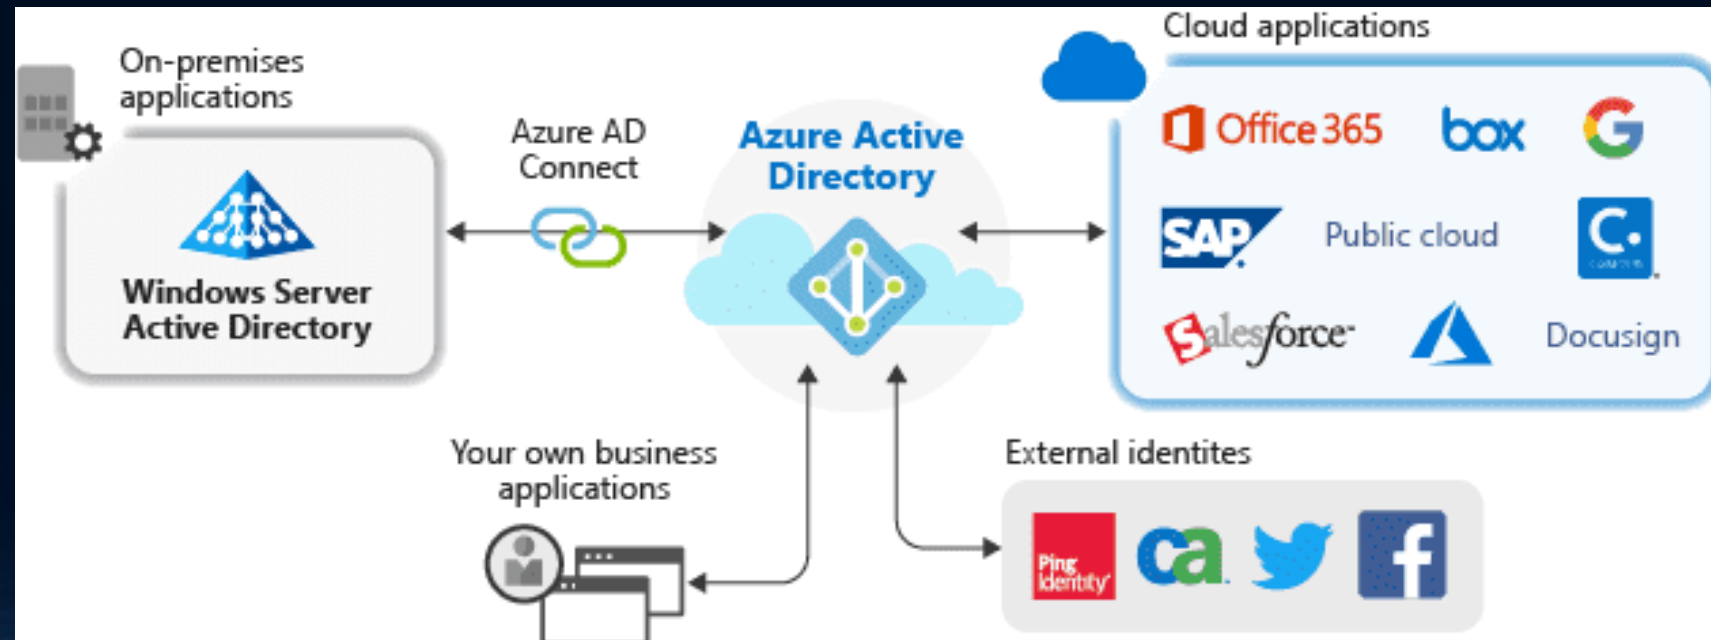 On-premises
applications
Windows Server
Active Directory
Azure AD
Connect
Azure Active
Directory
Cloud applications
Office 365
box
G
SAP
Public cloud
C.
salesforce
Docusign
Your own business
applications
External identites
Ping
Identity
ca
f